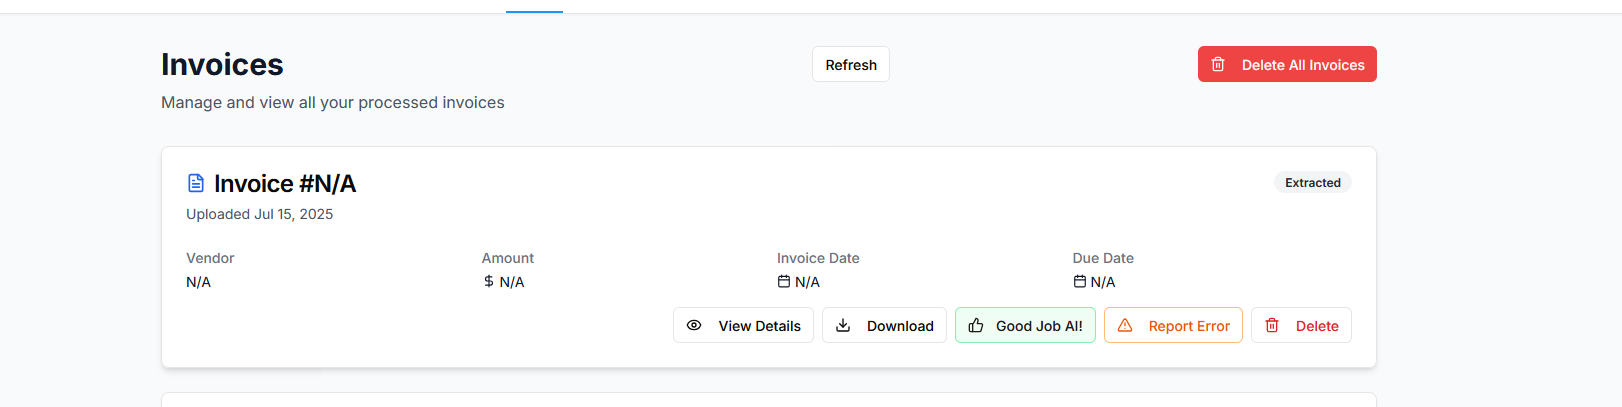 Invoices
Refresh
Delete All Invoices
Manage and view all your processed invoices
Invoice #N/A
Extracted
Uploaded Jul 15, 2025
Vendor
Amount
Invoice Date
Due Date
N/A
$ N/A
N/A
N/A
View Details
Download
Good Job AI!
Report Error
Delete